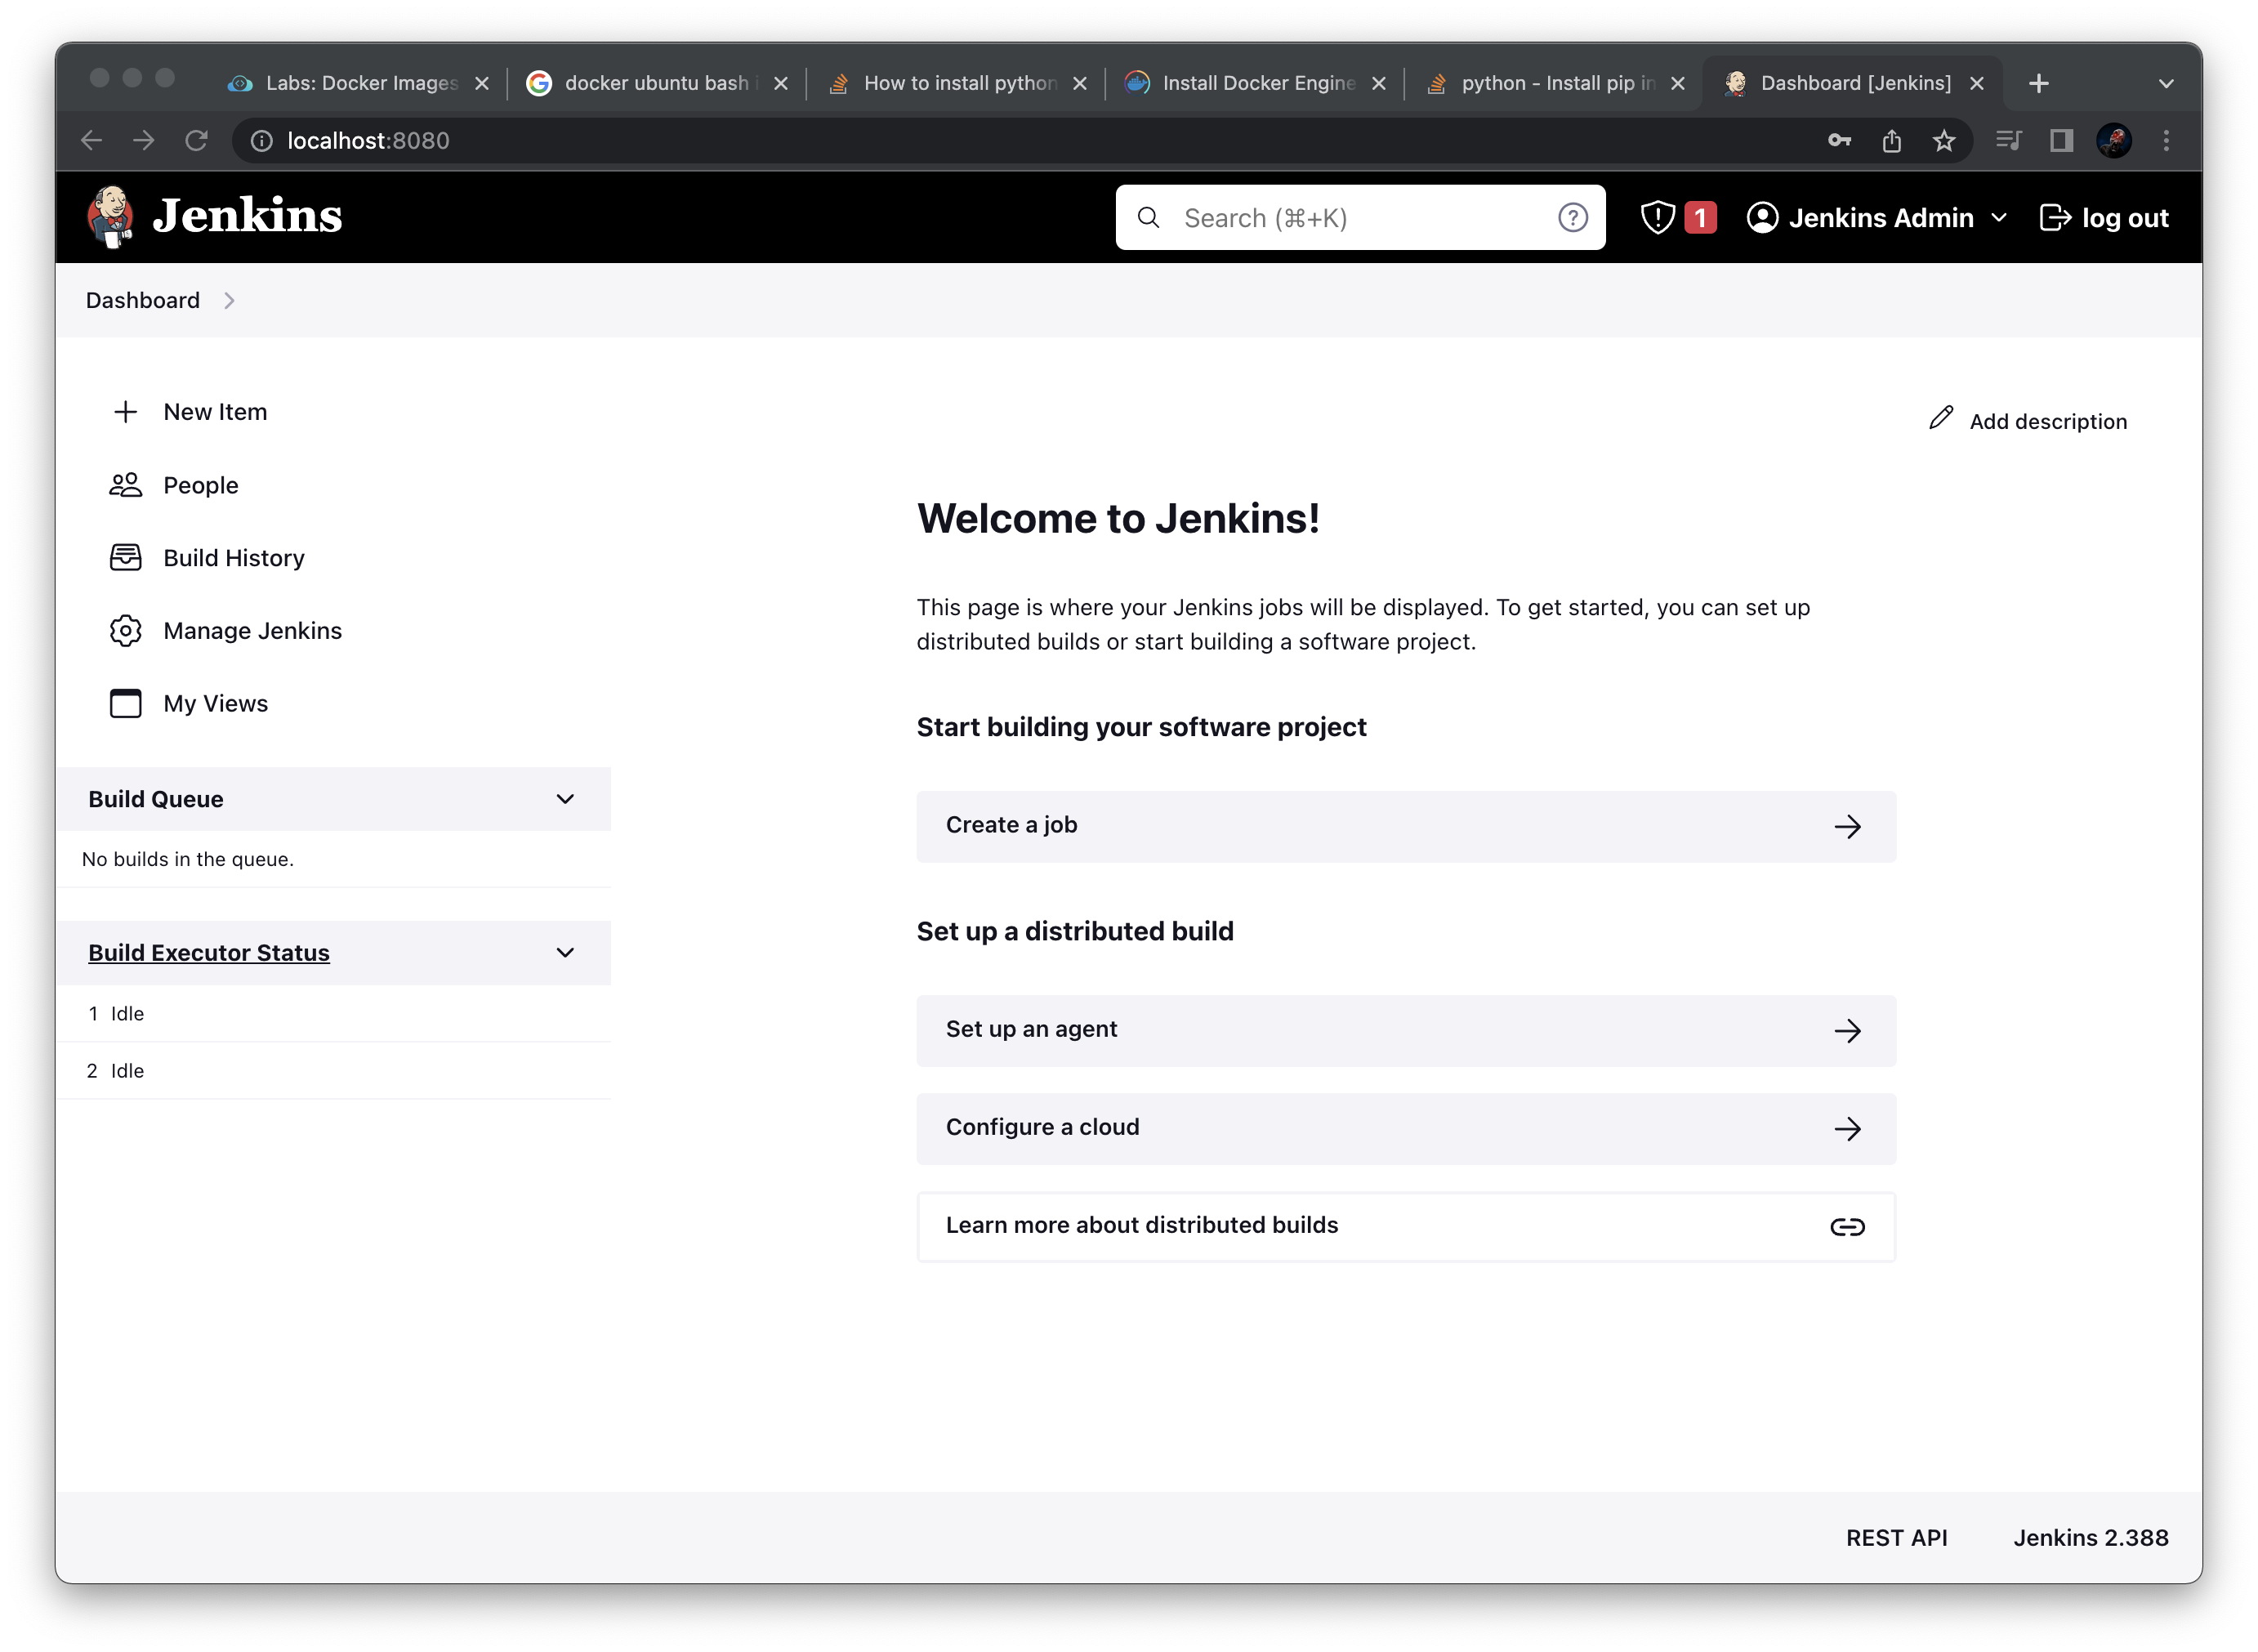 Labs: Docker Images
docker ubuntu bash i
How to install python
Install Docker Engine
python - Install pip in
Dashboard [Jenkins]
localhost:8080
Jenkins
Search (⌘+K)
1
Jenkins Admin
log out
Dashboard
New Item
People
Build History
Manage Jenkins
My Views
Build Queue
No builds in the queue.
Build Executor Status
1 Idle
2 Idle
Add description
Welcome to Jenkins!
This page is where your Jenkins jobs will be displayed. To get started, you can set up
distributed builds or start building a software project.
Start building your software project
Create a job
Set up a distributed build
Set up an agent
Configure a cloud
Learn more about distributed builds
REST API
Jenkins 2.388